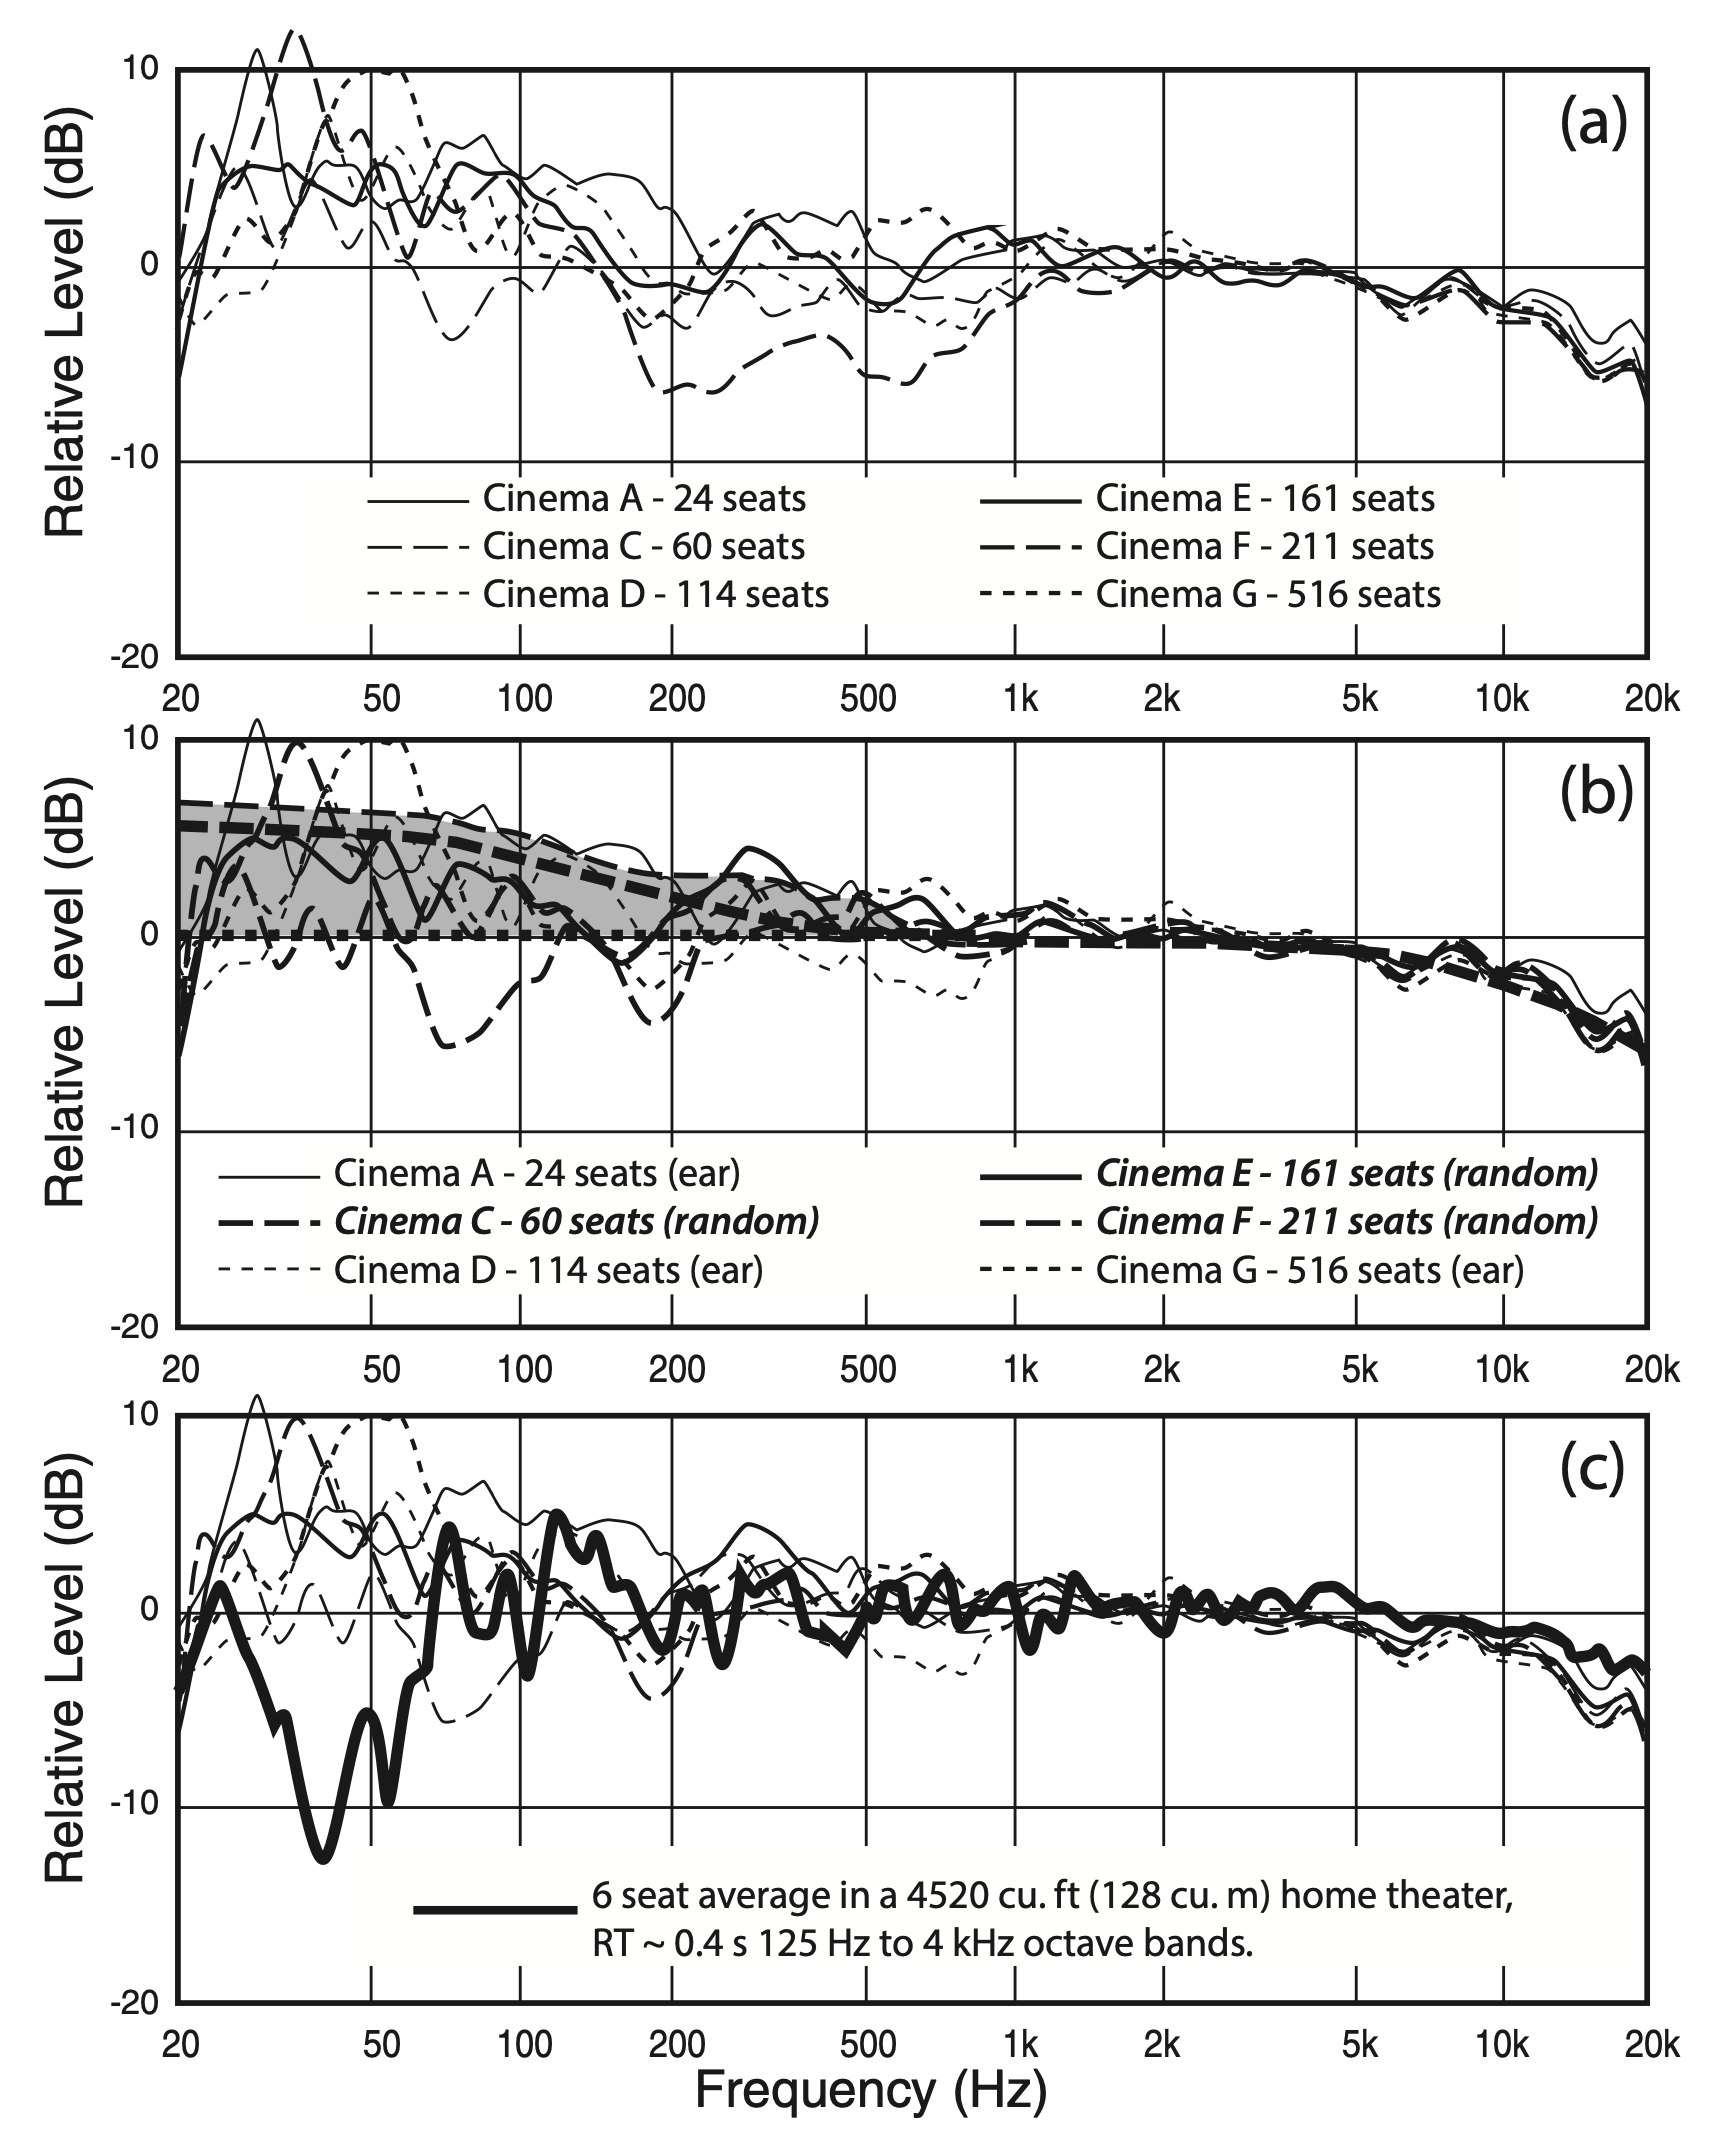 (a)
Relative Level (dB)
10
0
-10
-20
Cinema A - 24 seats
Cinema C - 60 seats
Cinema D - 114 seats
Cinema E - 161 seats
Cinema F - 211 seats
Cinema G - 516 seats
20 50 100 200 500 1k 2k 5k 10k 20k
(b)
Relative Level (dB)
10
0
-10
-20
Cinema A - 24 seats (ear)
Cinema C - 60 seats (random)
Cinema D - 114 seats (ear)
Cinema E - 161 seats (random)
Cinema F - 211 seats (random)
Cinema G - 516 seats (ear)
20 50 100 200 500 1k 2k 5k 10k 20k
(c)
Relative Level (dB)
10
0
-10
-20
6 seat average in a 4520 cu. ft (128 cu. m) home theater,
RT ~ 0.4 s 125 Hz to 4 kHz octave bands.
20 50 100 200 500 1k 2k 5k 10k 20k
Frequency (Hz)